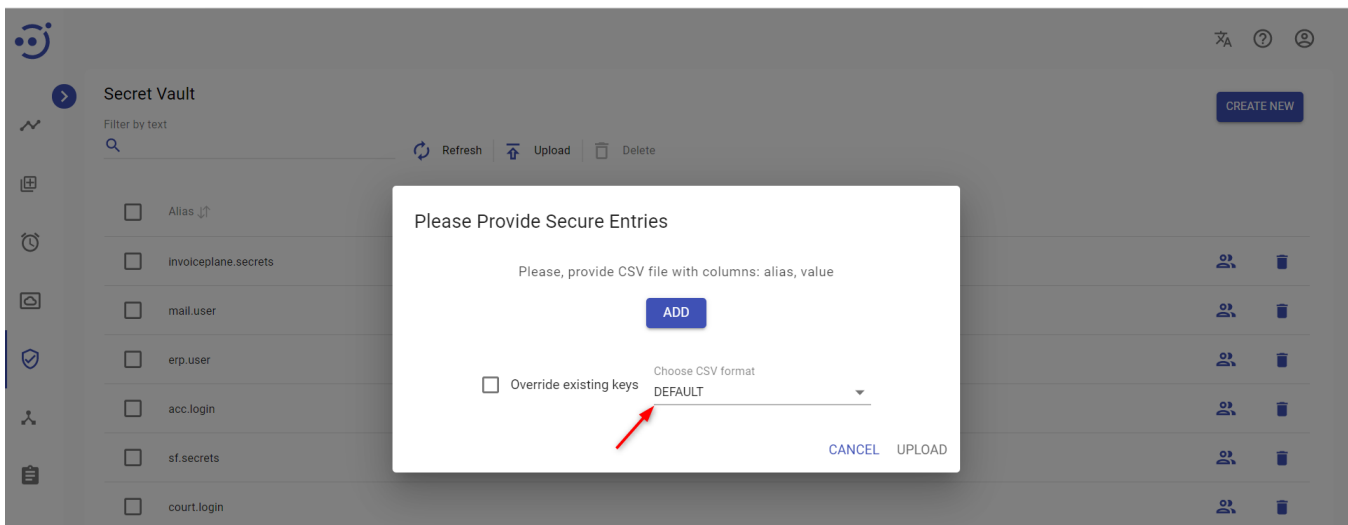 Secret Vault
CREATE NEW
Filter by text
Refresh
Upload
Delete
Alias
Please Provide Secure Entries
Please, provide CSV file with columns: alias, value
ADD
Override existing keys
Choose CSV format
DEFAULT
CANCEL
UPLOAD
invoiceplane.secrets
mail.user
erp.user
acc.login
sf.secrets
court.login